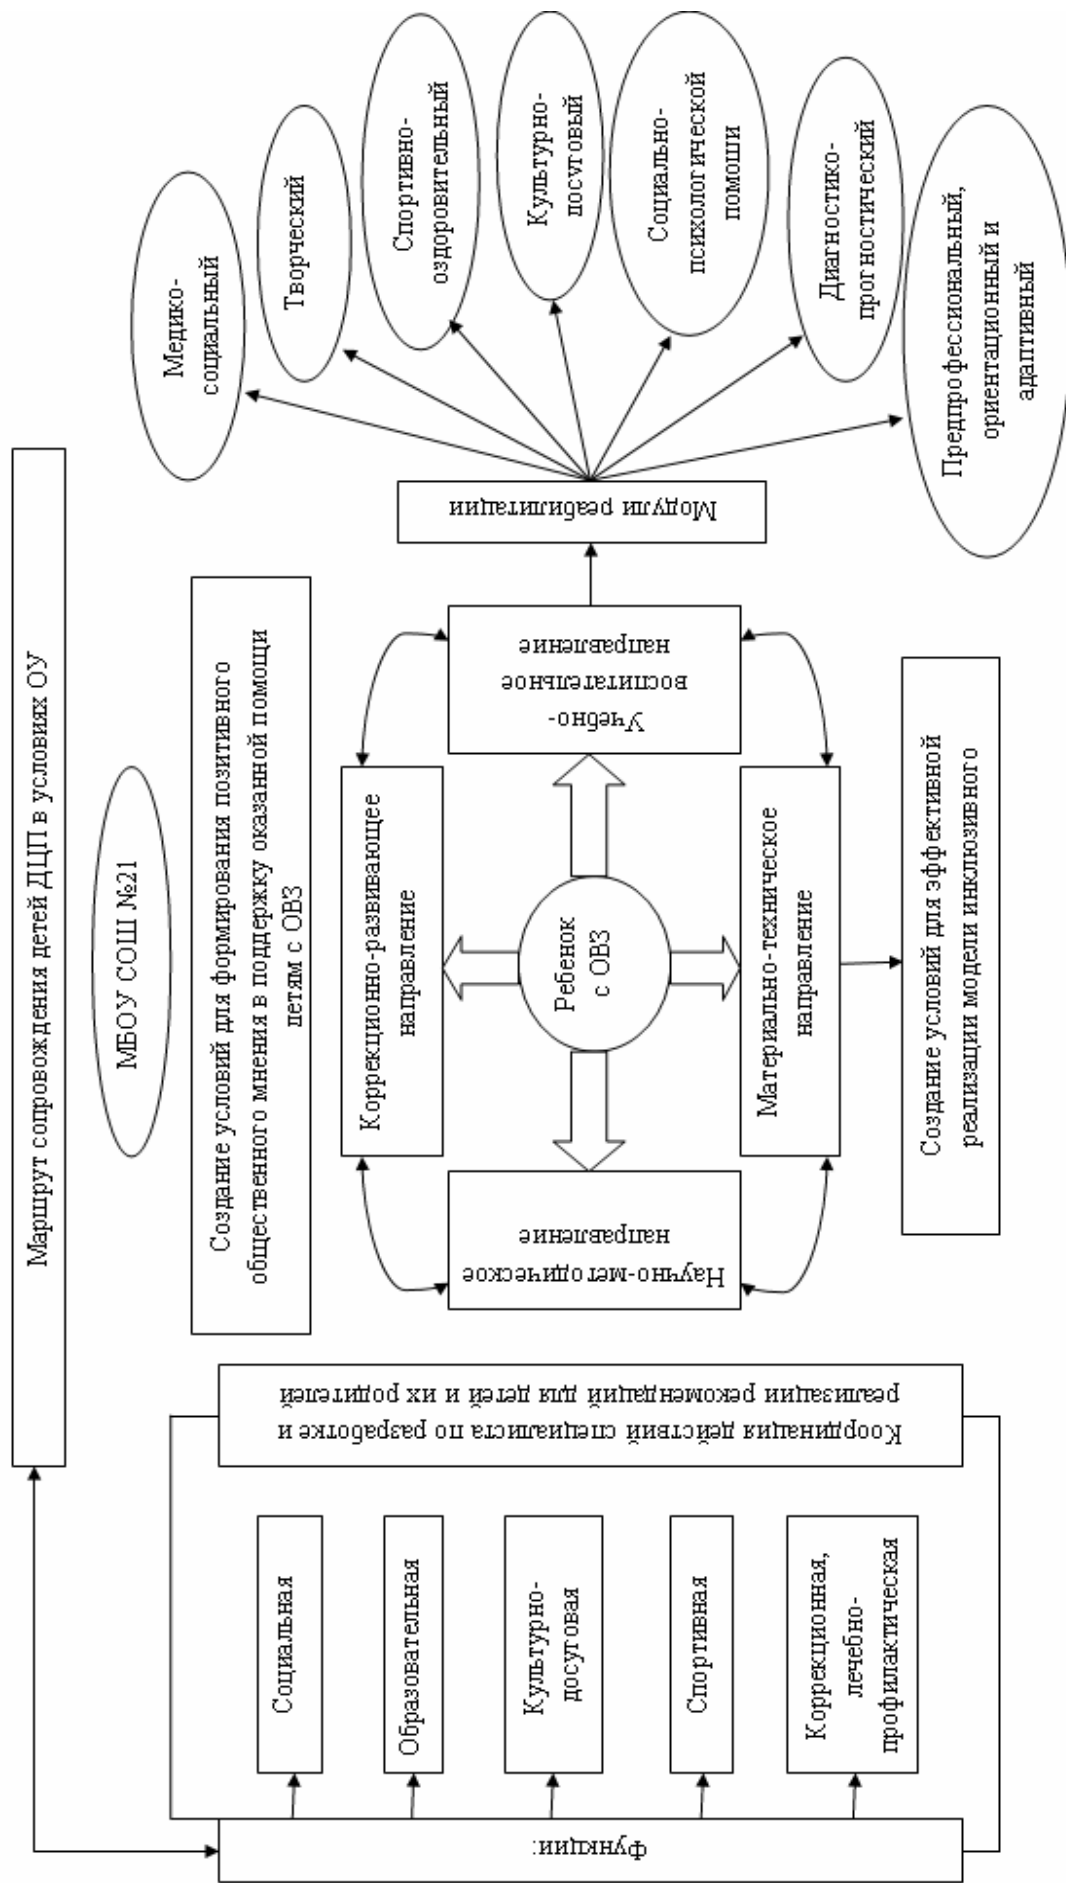 Маршрут сопровождения детей ДЦП в условиях ОУ
МБОУ СОШ №21
Создание условий для формирования позитивного
общественного мнения в поддержку оказанной помощи
детям с ОВЗ
Функции:
Социальная
Образовательная
Культурно-
досуговая
Спортивная
Коррекционная,
лечебно-
профилактическая
Координация действий специалиста по разработке и
реализации рекомендаций для детей и их родителей
Научно-методическое
направление
Коррекционно-развивающее
направление
Ребенок
с ОВЗ
Материально-техническое
направление
Учебно-
воспитательное
направление
Создание условий для эффективной
реализации модели инклюзивного
Модули реабилитации
Медико-
социальный
Творческий
Спортивно-
оздоровительный
Культурно-
досуговый
Социально-
психологической
помощи
Диагностико-
прогностический
Предпрофессиональный,
ориентационный и
адаптивный